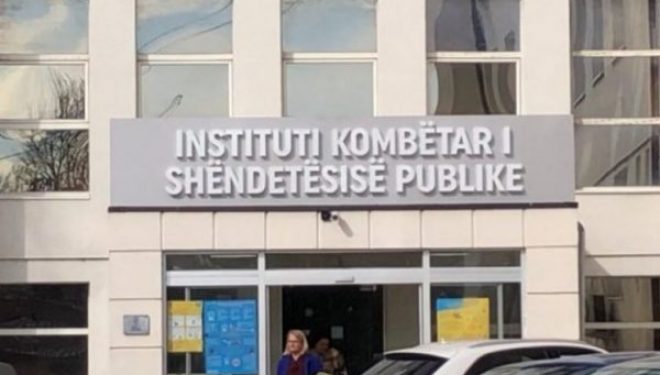 INSTITUTI KOMBËTAR I
SHËNDETËSISË PUBLIKE